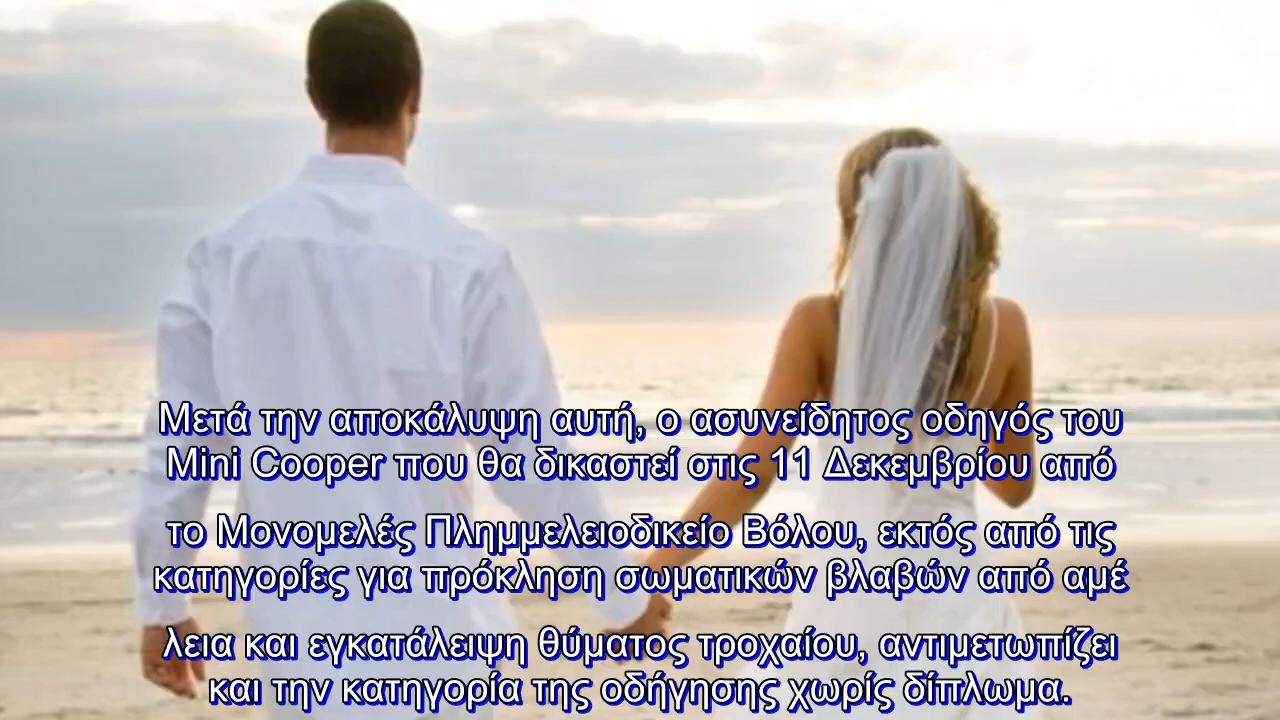 Μετά την αποκάλυψη αυτή, ο ασυνείδητος οδηγός του
Mini Cooper που θα δικαστεί στις 11 Δεκεμβρίου από
το Μονομελές Πλημμελειοδικείο Βόλου, εκτός από τις
κατηγορίες για πρόκληση σωματικών βλαβών από αμέ
λεια και εγκατάλειψη θύματος τροχαίου, αντιμετωπίζει
και την κατηγορία της οδήγησης χωρίς δίπλωμα.